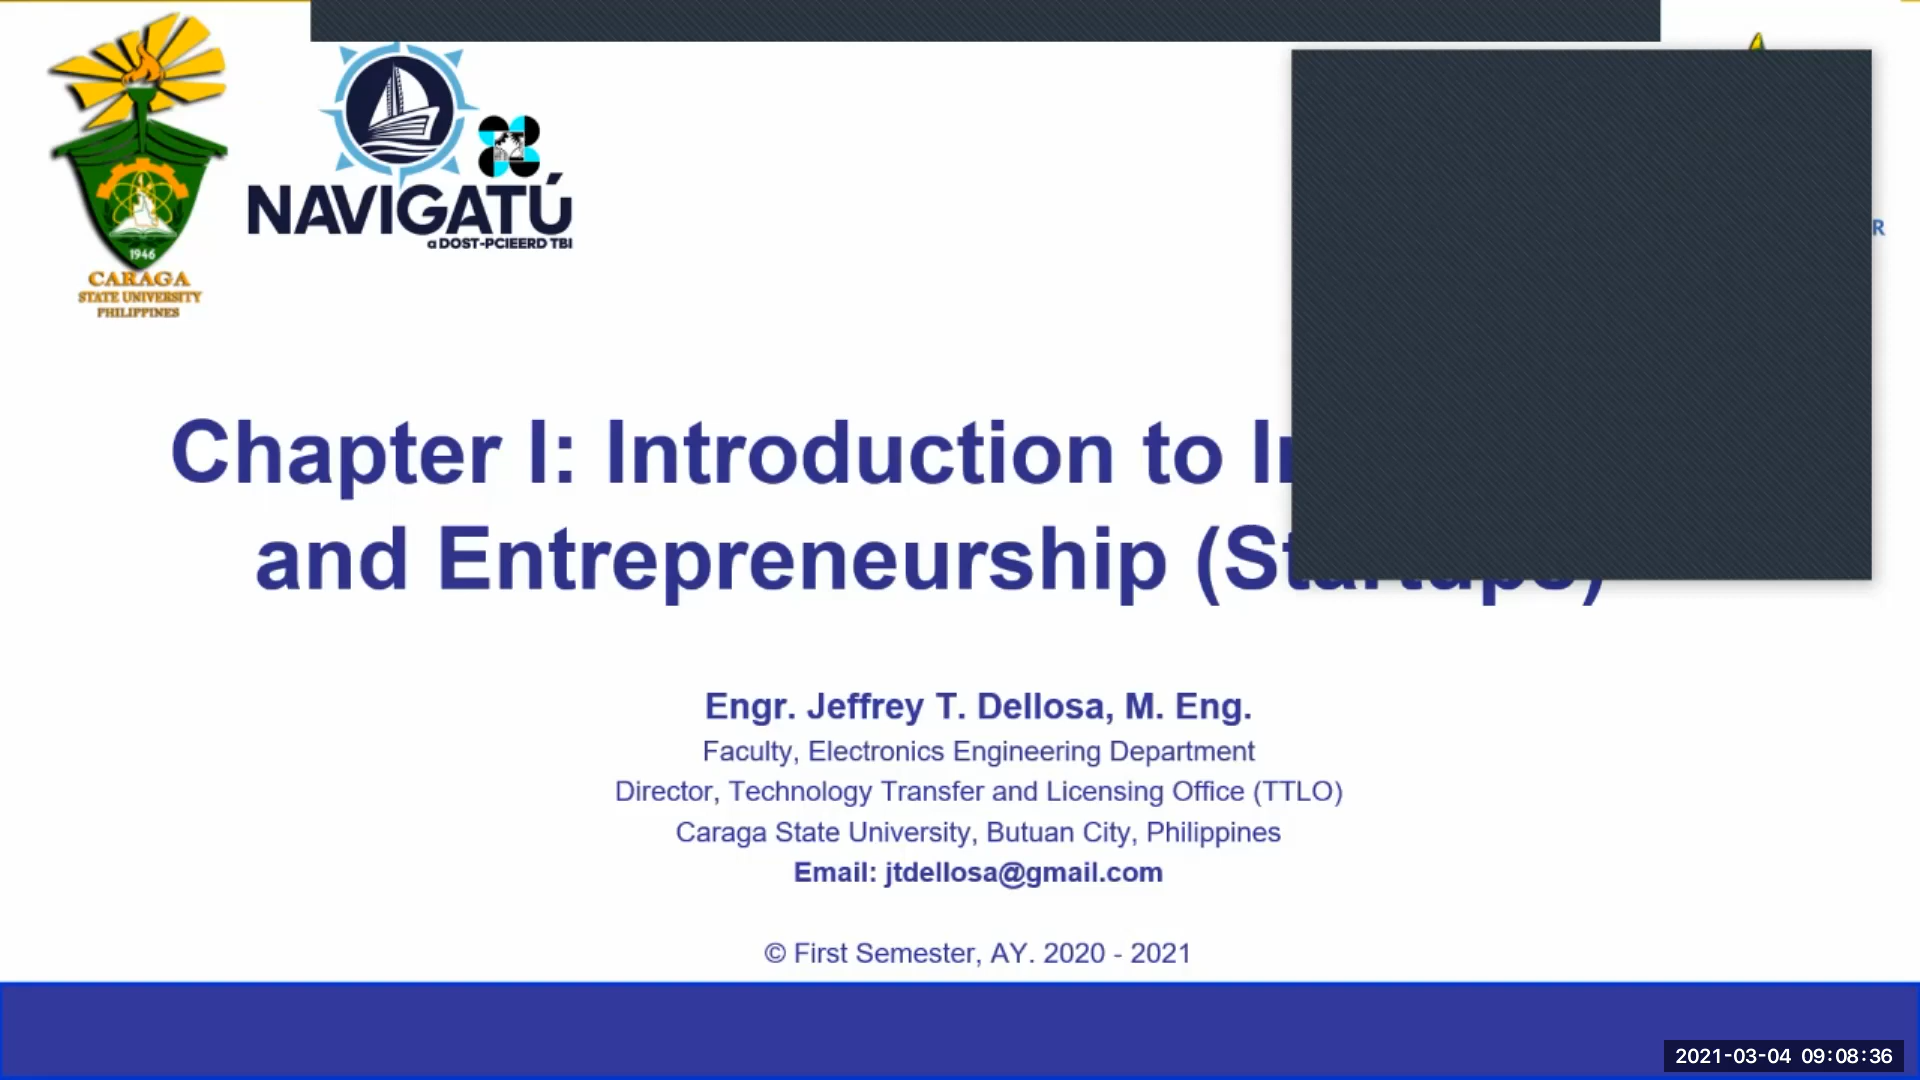 NAVIGATÚ
a DOST-PCIEERD TBI
1946
CARAGA
STATE UNIVERSITY
PHILIPPINES
R
Chapter I: Introduction to
and Entrepreneurship (Startups)
Engr. Jeffrey T. Dellosa, M. Eng.
Faculty, Electronics Engineering Department
Director, Technology Transfer and Licensing Office (TTLO)
Caraga State University, Butuan City, Philippines
Email: jtdellosa@gmail.com
© First Semester, AY. 2020 - 2021
2021-03-04 09:08:36